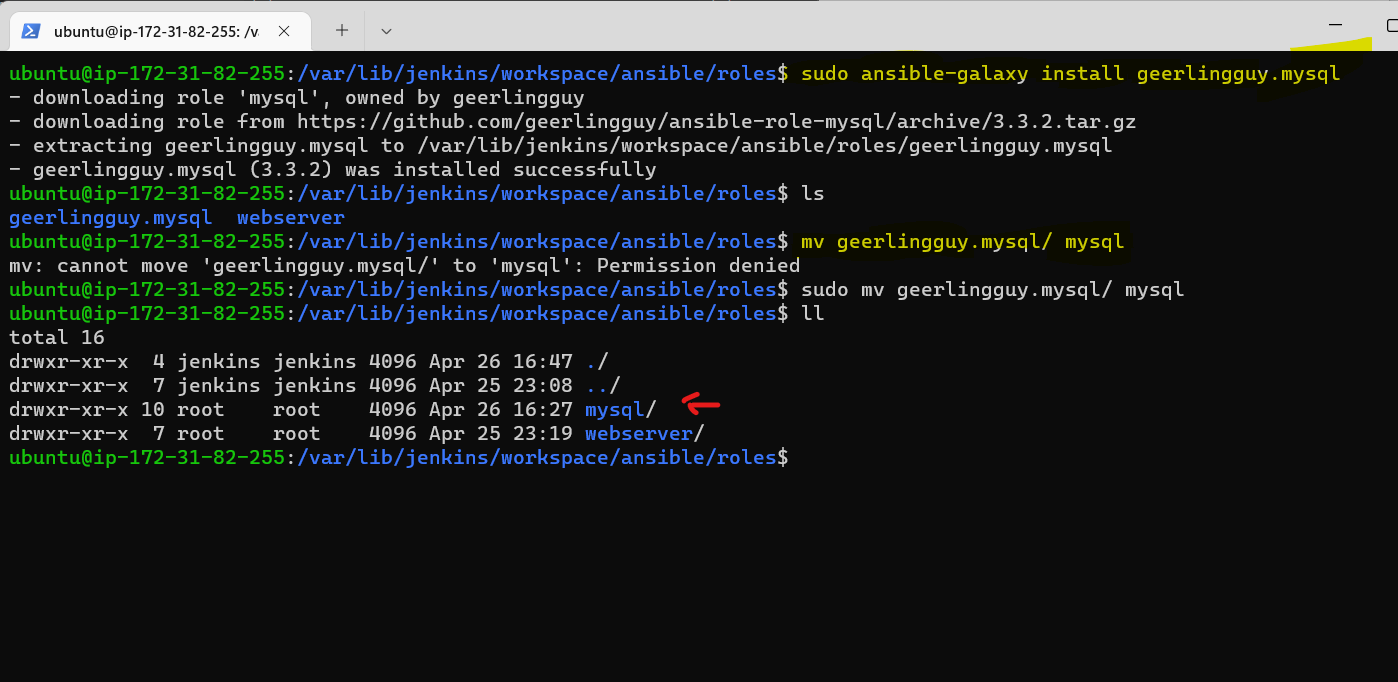 ubuntu@ip-172-31-82-255: /va
ubuntu@ip-172-31-82-255:/var/lib/jenkins/workspace/ansible/roles$ sudo ansible-galaxy install geerlingguy.mysql
- downloading role 'mysql', owned by geerlingguy
- downloading role from https://github.com/geerlingguy/ansible-role-mysql/archive/3.3.2.tar.gz
- extracting geerlingguy.mysql to /var/lib/jenkins/workspace/ansible/roles/geerlingguy.mysql
- geerlingguy.mysql (3.3.2) was installed successfully
ubuntu@ip-172-31-82-255:/var/lib/jenkins/workspace/ansible/roles$ ls
geerlingguy.mysql  webserver
ubuntu@ip-172-31-82-255:/var/lib/jenkins/workspace/ansible/roles$ mv geerlingguy.mysql/ mysql
mv: cannot move 'geerlingguy.mysql/' to 'mysql': Permission denied
ubuntu@ip-172-31-82-255:/var/lib/jenkins/workspace/ansible/roles$ sudo mv geerlingguy.mysql/ mysql
ubuntu@ip-172-31-82-255:/var/lib/jenkins/workspace/ansible/roles$ ll
total 16
drwxr-xr-x  4 jenkins jenkins 4096 Apr 26 16:47 ./
drwxr-xr-x  7 jenkins jenkins 4096 Apr 25 23:08 ../
drwxr-xr-x 10 root    root    4096 Apr 26 16:27 mysql/
drwxr-xr-x  7 root    root    4096 Apr 25 23:19 webserver/
ubuntu@ip-172-31-82-255:/var/lib/jenkins/workspace/ansible/roles$